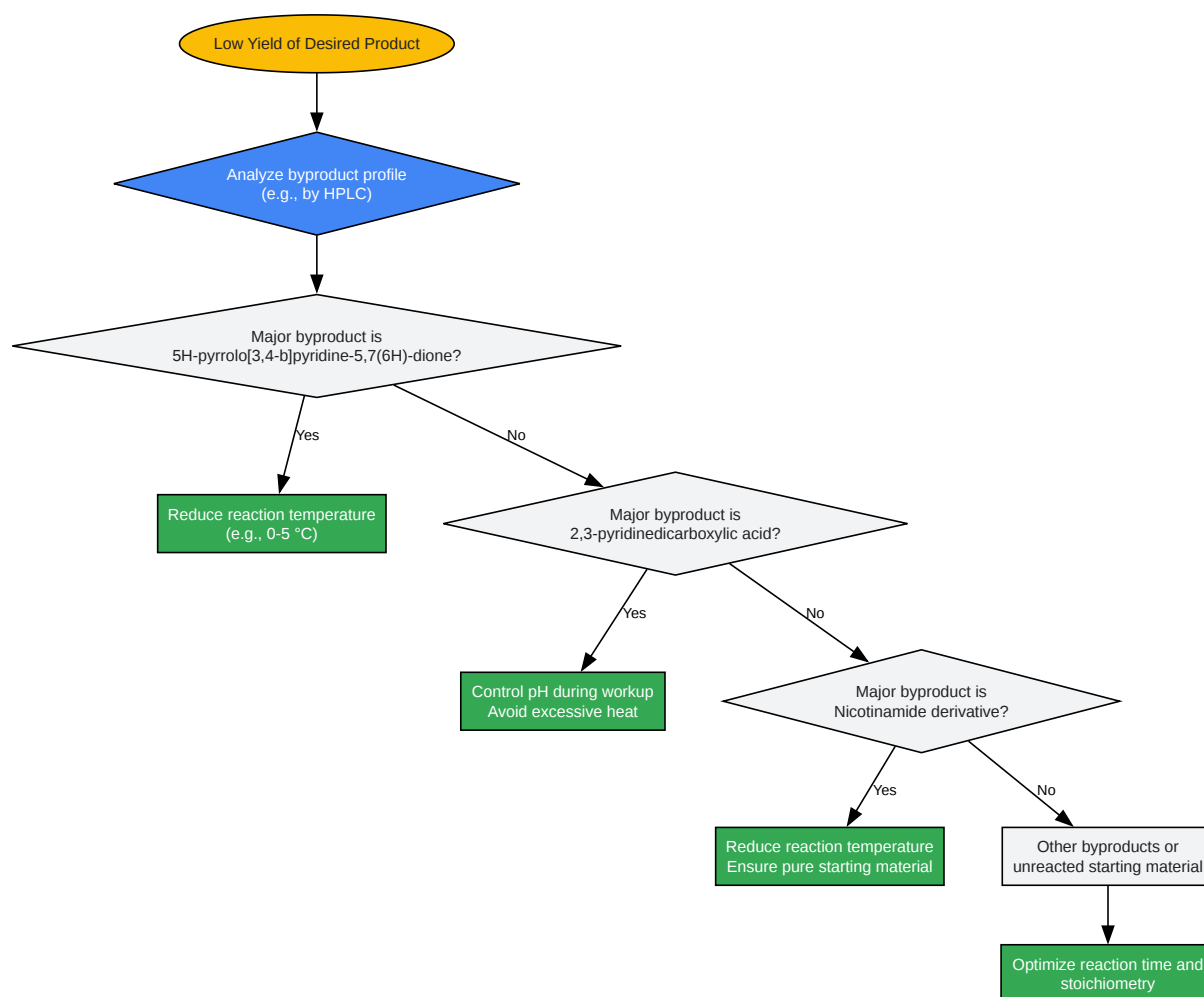 Low Yield of Desired Product
Analyze byproduct profile
(e.g., by HPLC)
Major byproduct is
5H-pyrrolo[3,4-b]pyridine-5,7(6H)-dione?
Yes
No
Reduce reaction temperature
(e.g., 0-5 °C)
Major byproduct is
2,3-pyridinedicarboxylic acid?
Yes
No
Control pH during workup
Avoid excessive heat
Major byproduct is
Nicotinamide derivative?
Yes
No
Reduce reaction temperature
Ensure pure starting material
Other byproducts or
unreacted starting material
Optimize reaction time and
stoichiometry